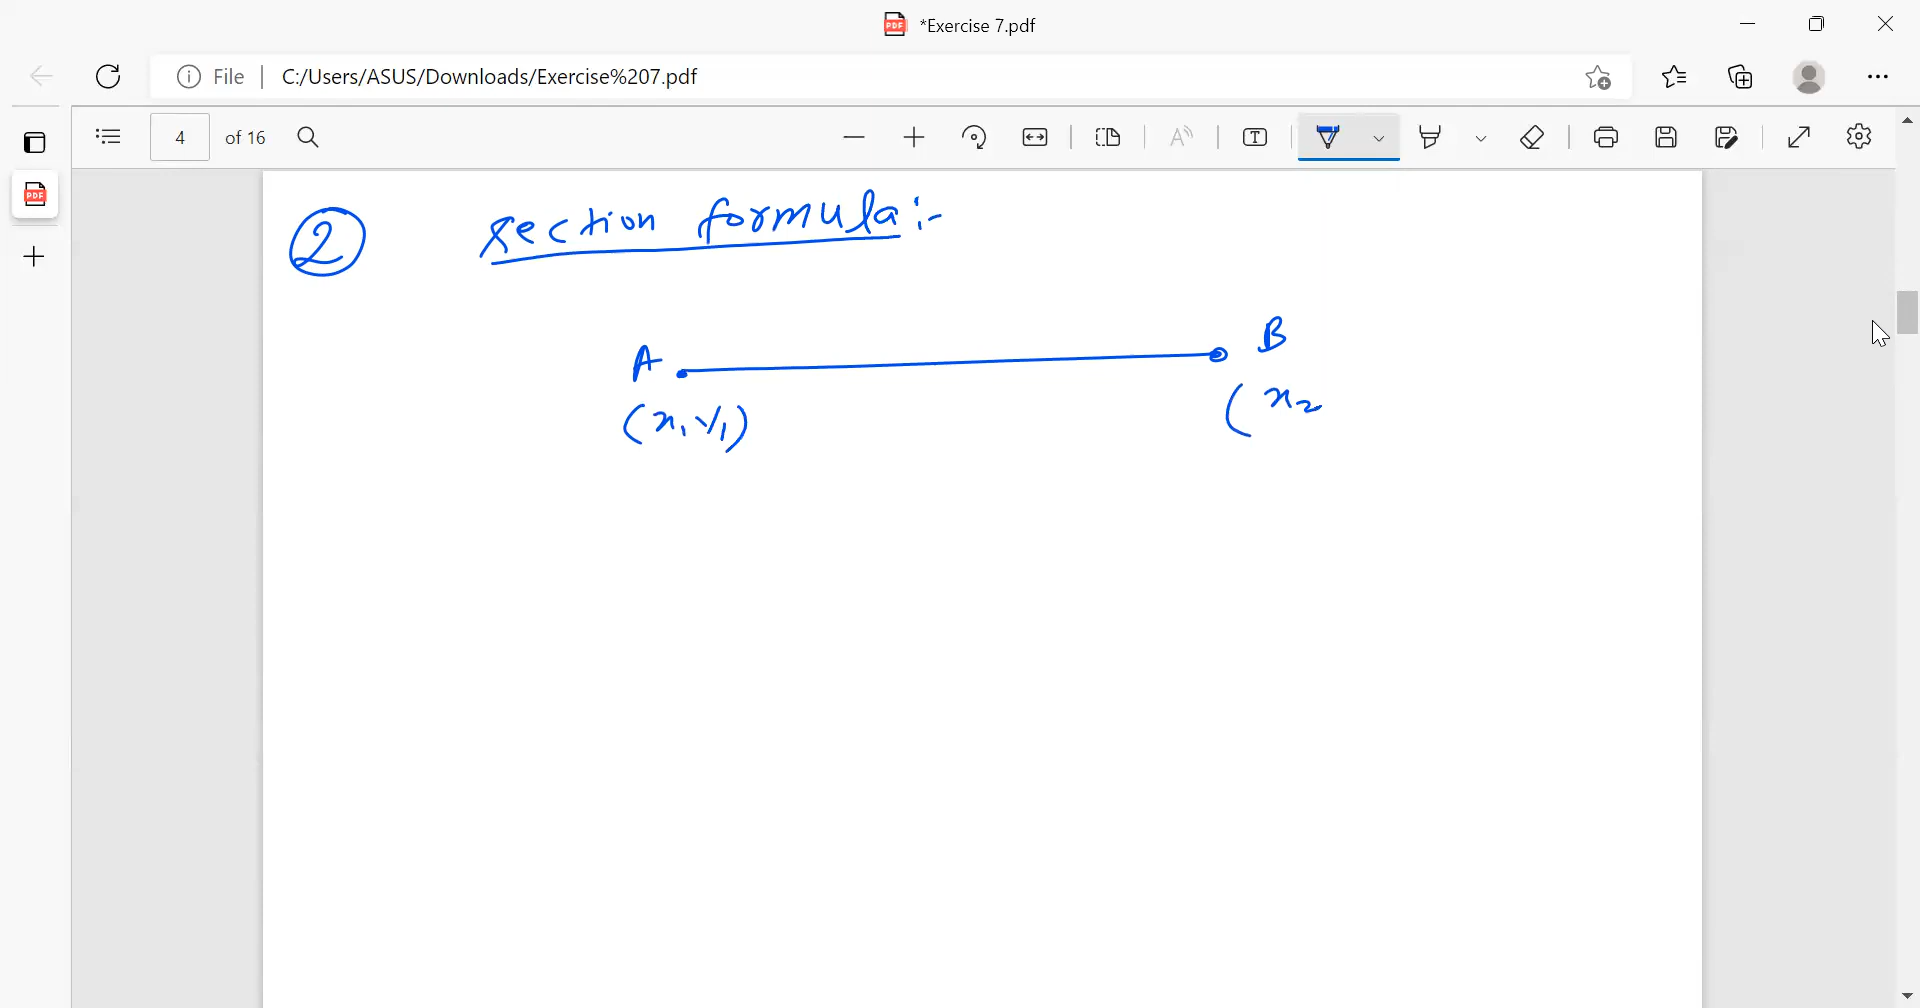 *Exercise 7.pdf
File | C:/Users/ASUS/Downloads/Exercise%207.pdf
4 of 16
② section formula :-
A B
(x₁ y₁) ( x₂